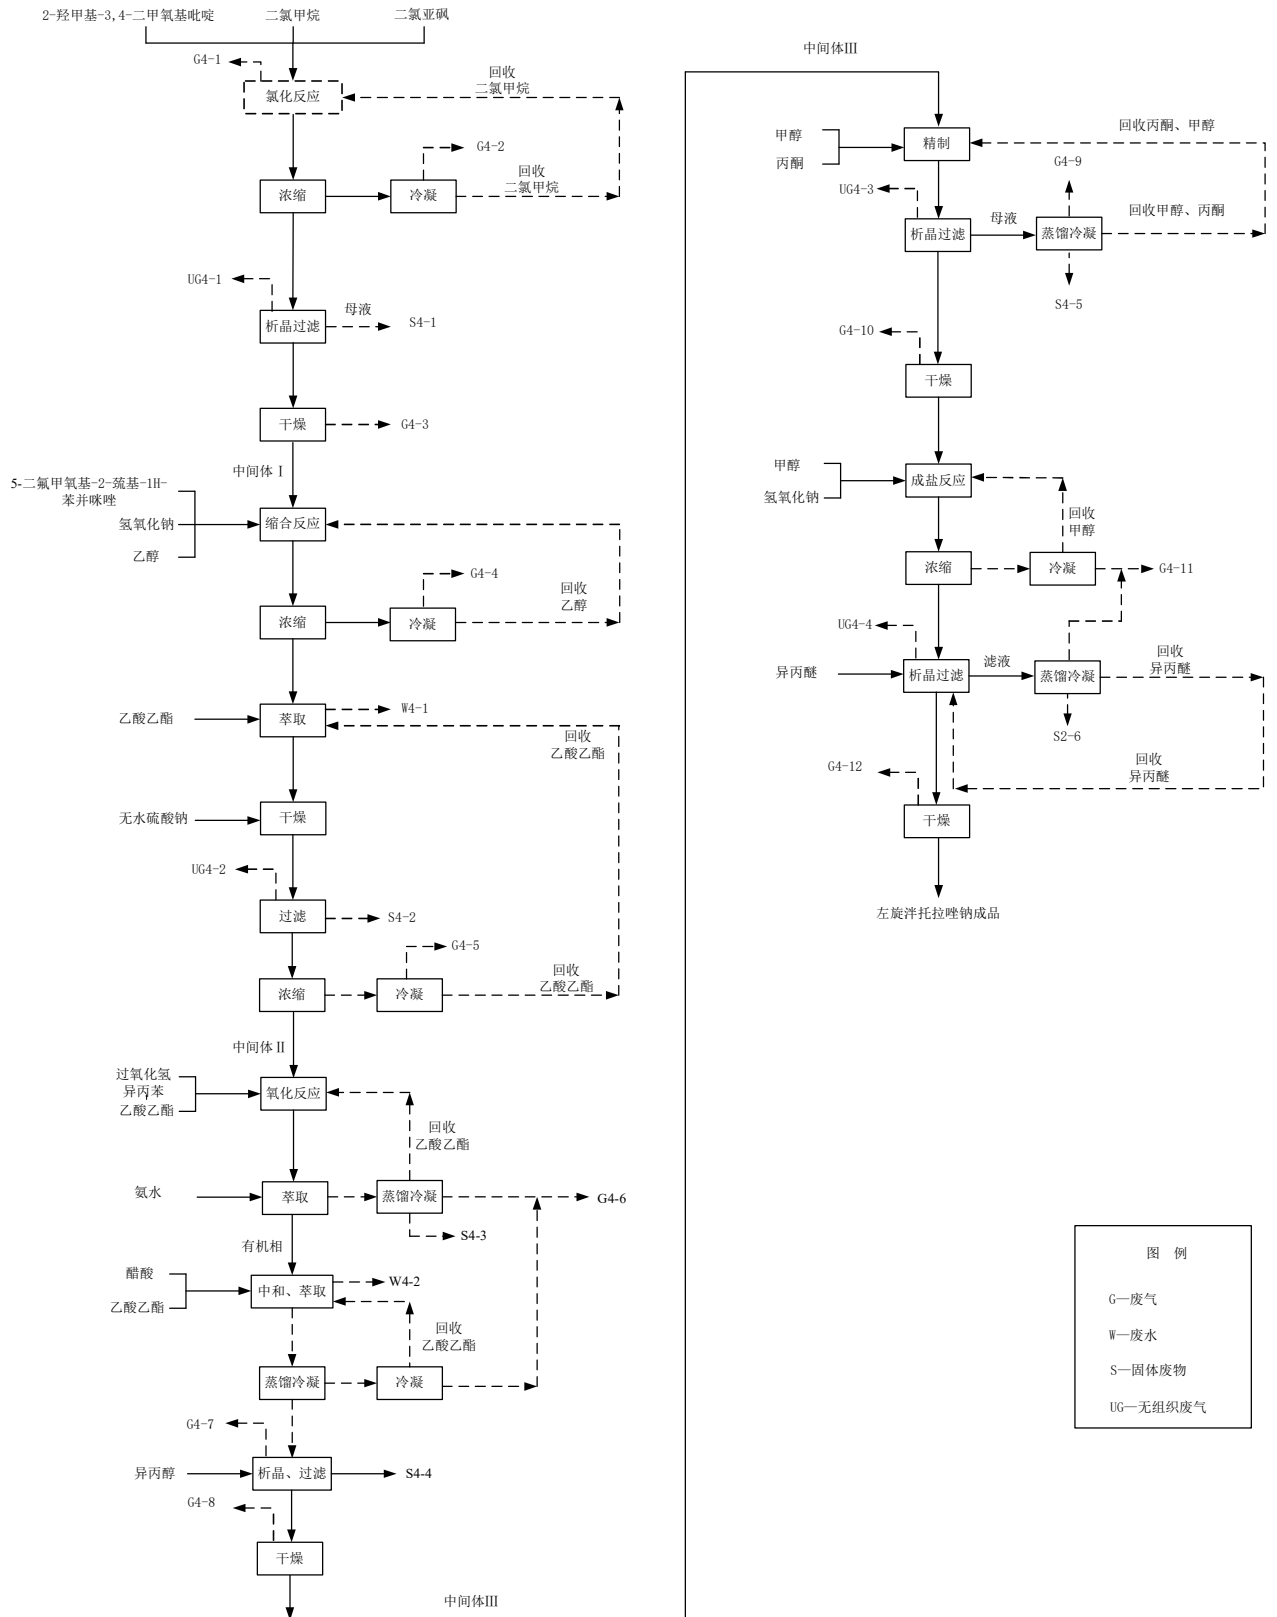 2-羟甲基-3,4-二甲氧基吡啶
二氯甲烷
二氯亚砜
G4-1
氯化反应
回收
二氯甲烷
G4-2
浓缩
冷凝
回收
二氯甲烷
UG4-1
析晶过滤
母液
S4-1
干燥
G4-3
中间体Ⅰ
5-二氟甲氧基-2-巯基-1H-
苯并咪唑
氢氧化钠
乙醇
缩合反应
G4-4
浓缩
冷凝
回收
乙醇
乙酸乙酯
萃取
W4-1
回收
乙酸乙酯
无水硫酸钠
干燥
UG4-2
过滤
S4-2
G4-5
浓缩
冷凝
回收
乙酸乙酯
中间体Ⅱ
过氧化氢
异丙苯
乙酸乙酯
氧化反应
回收
乙酸乙酯
氨水
萃取
蒸馏冷凝
G4-6
S4-3
有机相
醋酸
乙酸乙酯
中和、萃取
W4-2
回收
乙酸乙酯
蒸馏冷凝
冷凝
G4-7
异丙醇
析晶、过滤
S4-4
G4-8
干燥
中间体Ⅲ
中间体Ⅲ
甲醇
丙酮
精制
回收丙酮、甲醇
G4-9
UG4-3
析晶过滤
母液
蒸馏冷凝
回收甲醇、丙酮
S4-5
G4-10
干燥
甲醇
氢氧化钠
成盐反应
回收
甲醇
浓缩
冷凝
G4-11
UG4-4
异丙醚
析晶过滤
滤液
蒸馏冷凝
回收
异丙醚
S2-6
回收
异丙醚
G4-12
干燥
左旋泮托拉唑钠成品
图 例
G—废气
W—废水
S—固体废物
UG—无组织废气